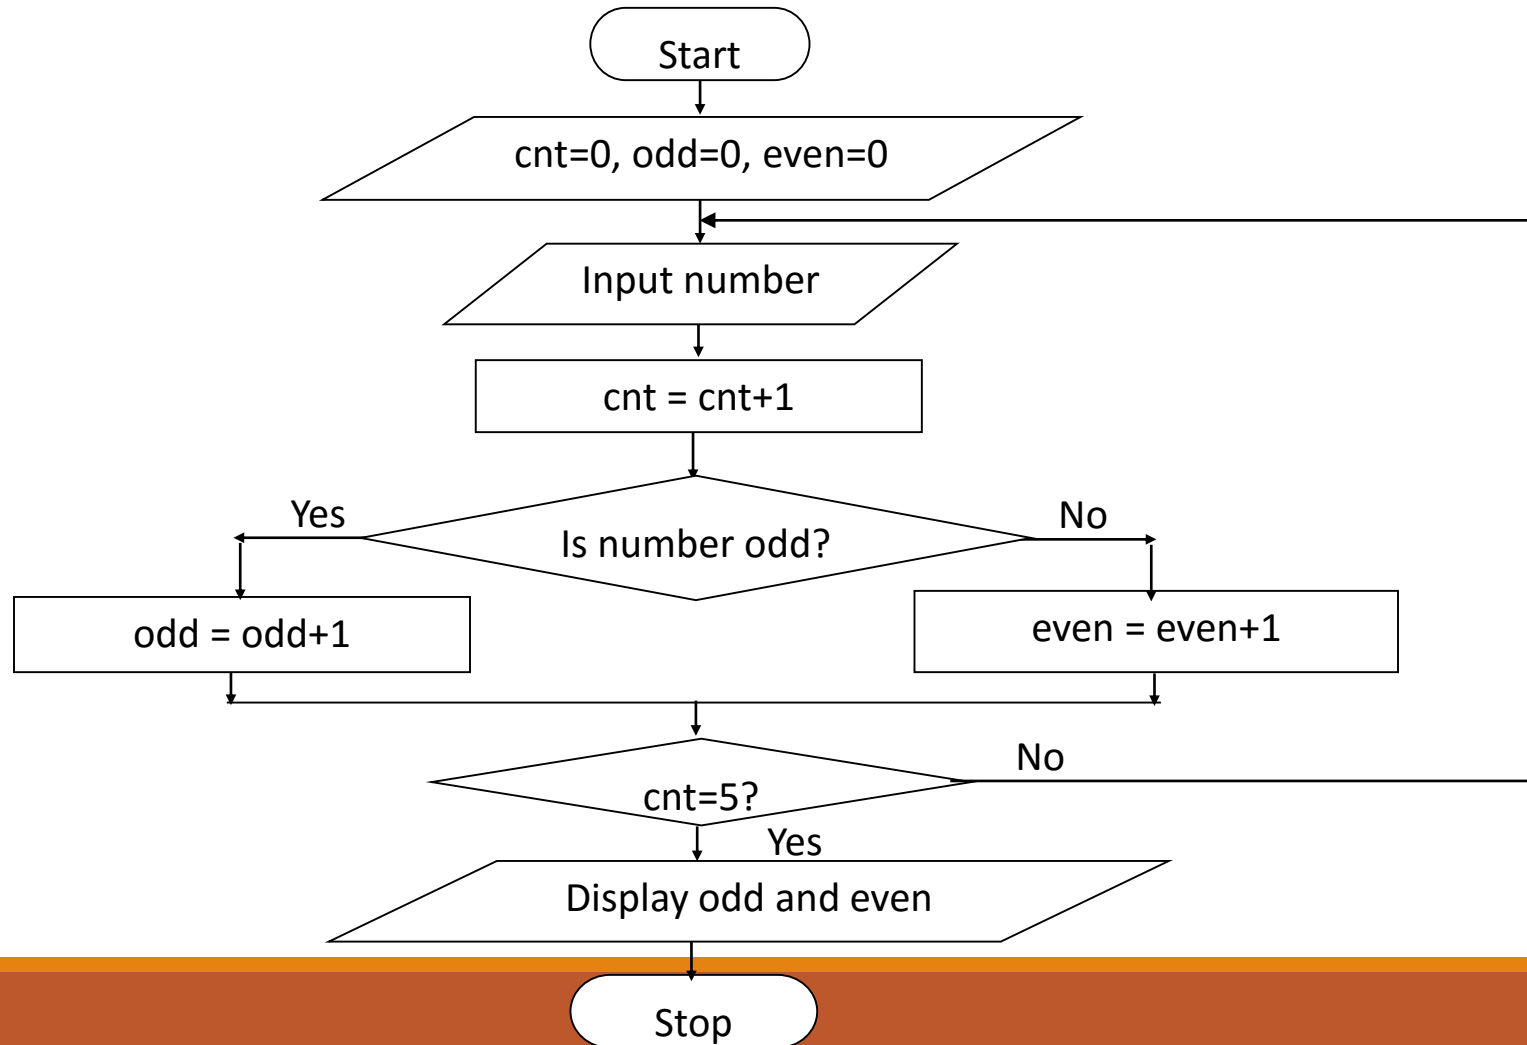 Start
cnt=0, odd=0, even=0
Input number
cnt = cnt+1
Yes
No
Is number odd?
odd = odd+1
even = even+1
No
cnt=5?
Yes
Display odd and even
Stop